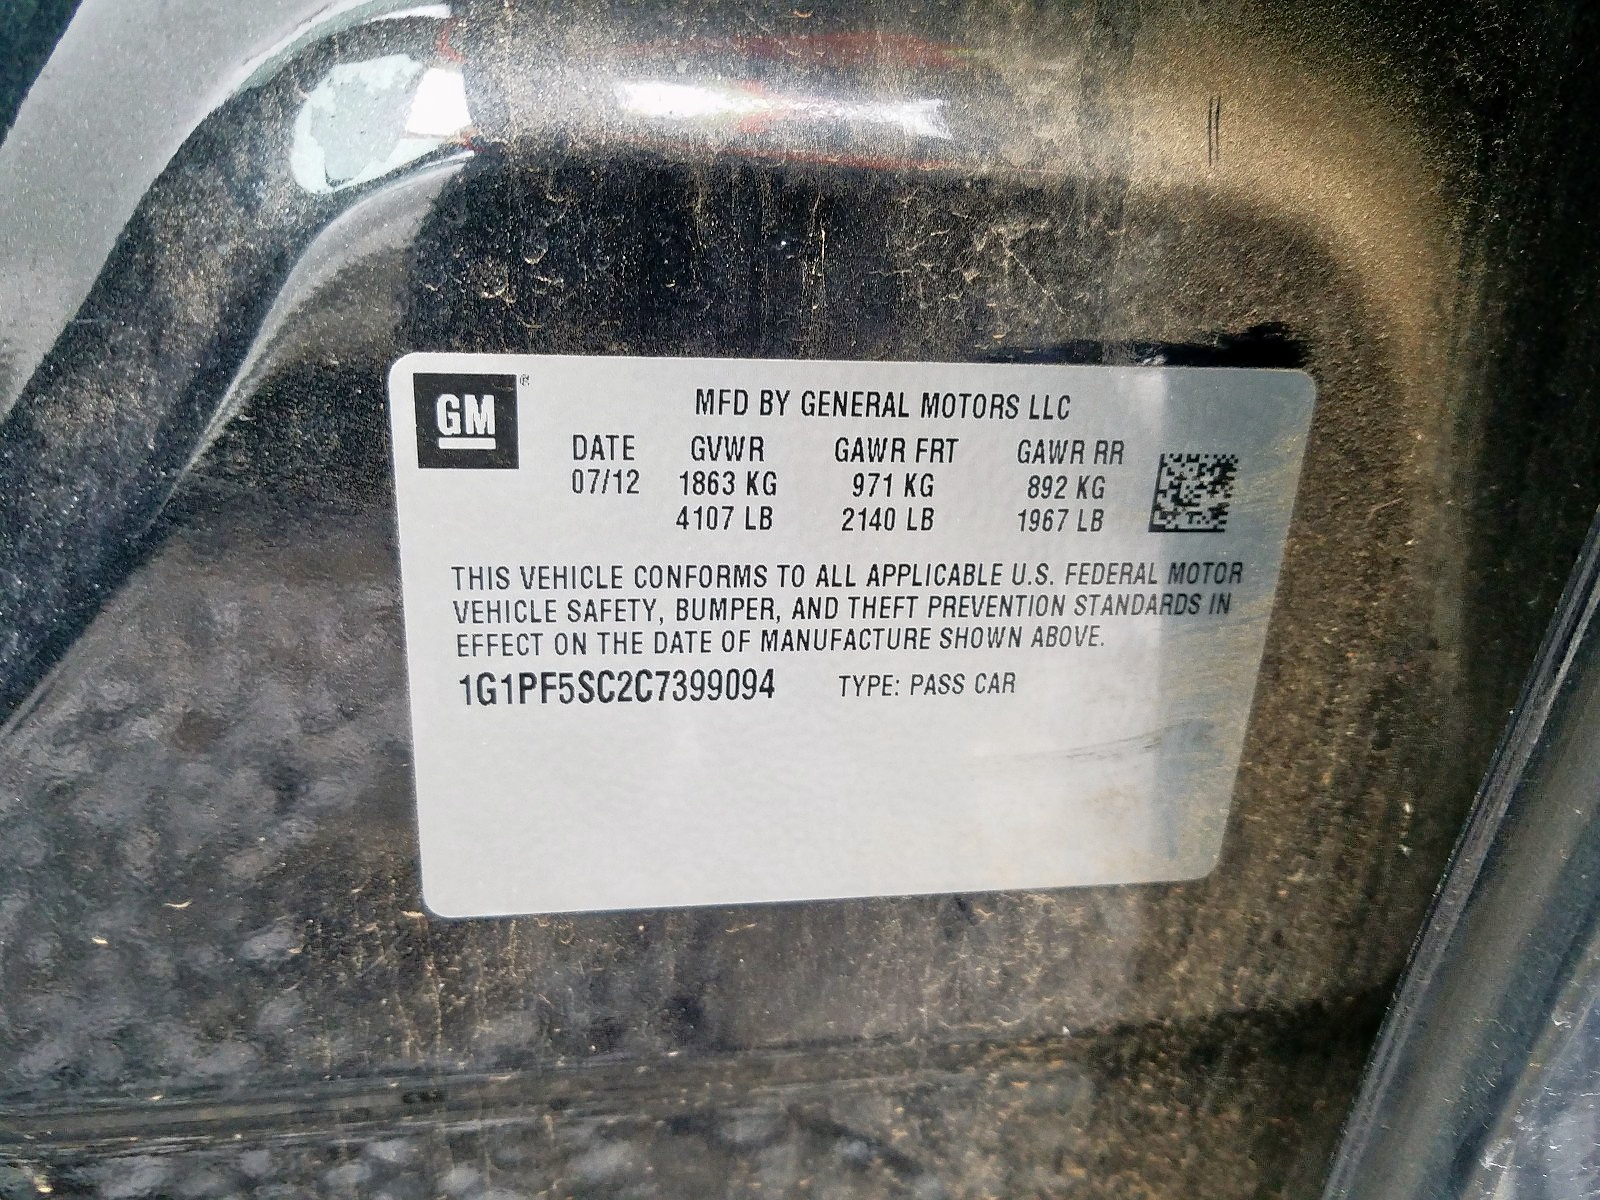 GM®
MFD BY GENERAL MOTORS LLC
DATE GVWR GAWR FRT GAWR RR
07/12 1863 KG 971 KG 892 KG
4107 LB 2140 LB 1967 LB
THIS VEHICLE CONFORMS TO ALL APPLICABLE U.S. FEDERAL MOTOR
VEHICLE SAFETY, BUMPER, AND THEFT PREVENTION STANDARDS IN
EFFECT ON THE DATE OF MANUFACTURE SHOWN ABOVE.
1G1PF5SC2C7399094 TYPE: PASS CAR